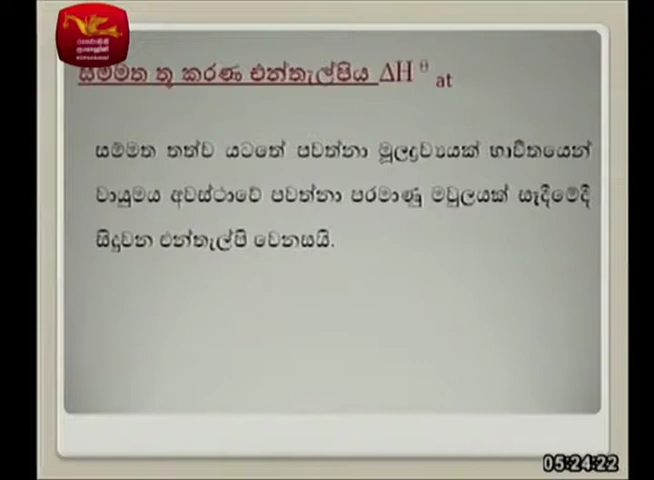 සම්මත තු කරණ එන්තැල්පිය ΔH θ at
සම්මත තත්ව යටතේ පවත්නා මූලද්‍රව්‍යයක් භාවිතයෙන්
වායුමය අවස්ථාවේ පවත්නා පරමාණු මවුලයක් සෑදීමේදී
සිදුවන එන්තැල්පි වෙනසයි.
05:24:22